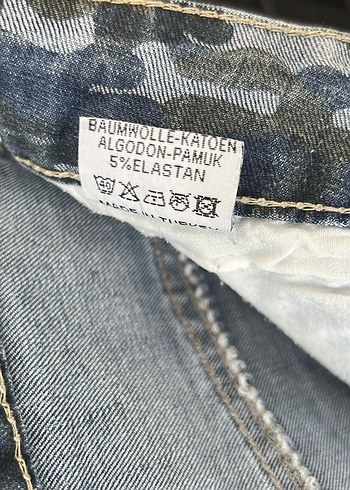 BAUMWOLLE-KATOEN
ALGODON-PAMUK
5%ELASTAN
MADE IN TURKEY